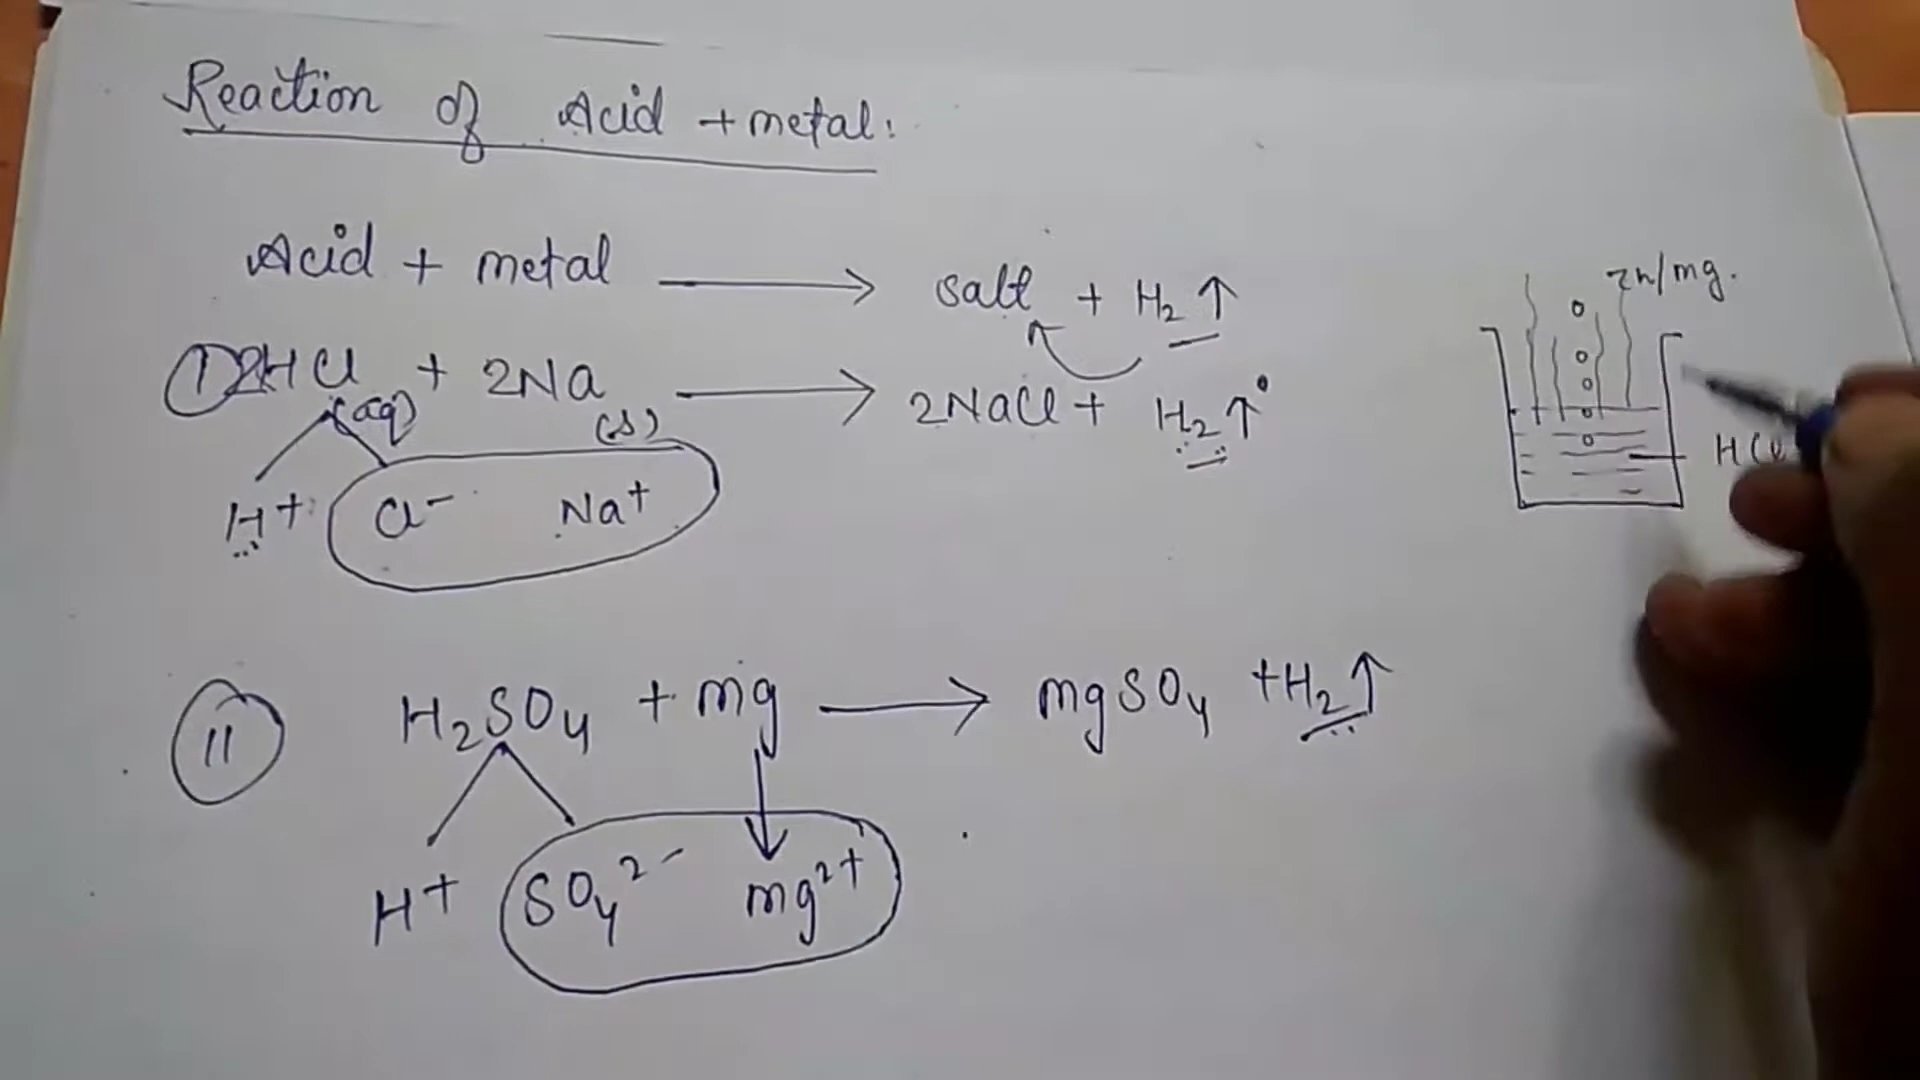 Reaction of Acid + metal:
Acid + metal → salt + H₂ ↑
① 2HCl (aq) + 2Na (s) → 2NaCl + H₂ ↑
H⁺ Cl⁻ Na⁺
Zn/mg.
HCl
⑪ H₂SO₄ + mg → mgSO₄ + H₂ ↑
H⁺ SO₄²⁻ mg²⁺